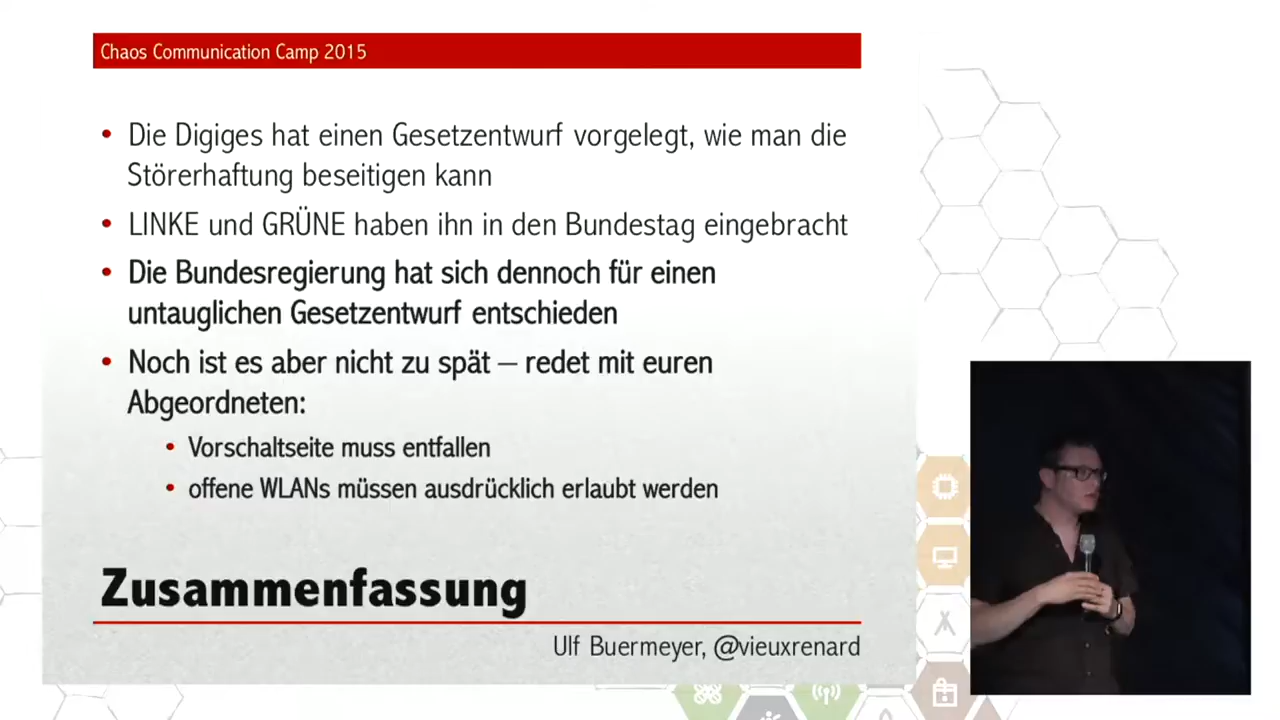 Chaos Communication Camp 2015
• Die Digiges hat einen Gesetzentwurf vorgelegt, wie man die
Störerhaftung beseitigen kann
• LINKE und GRÜNE haben ihn in den Bundestag eingebracht
• Die Bundesregierung hat sich dennoch für einen
untauglichen Gesetzentwurf entschieden
• Noch ist es aber nicht zu spät – redet mit euren
Abgeordneten:
• Vorschaltseite muss entfallen
• offene WLANs müssen ausdrücklich erlaubt werden
Zusammenfassung
Ulf Buermeyer, @vieuxrenard